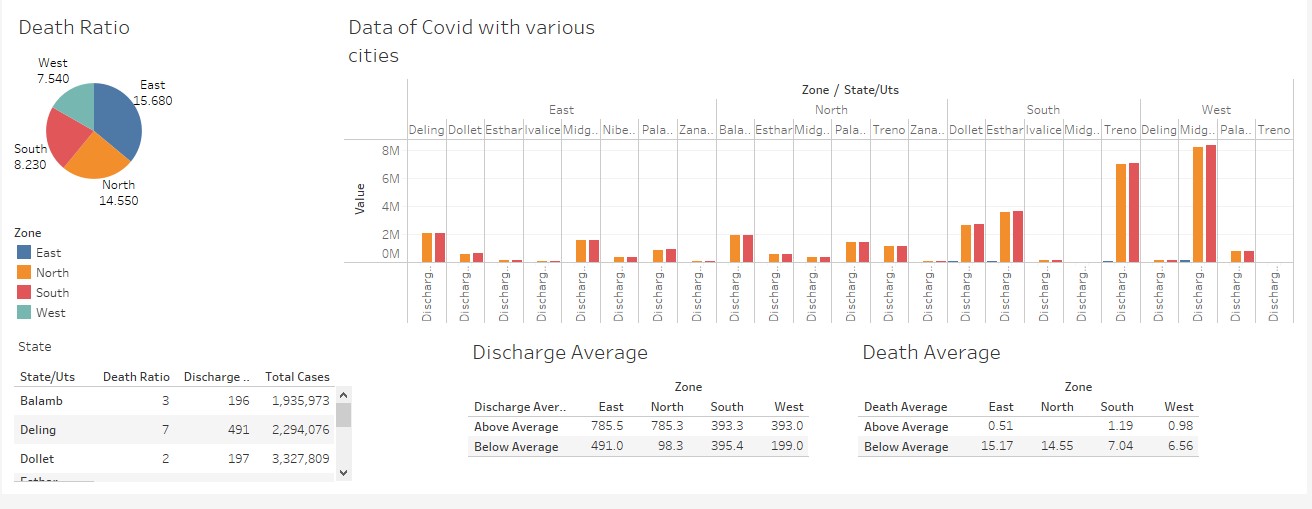 Death Ratio
West
7.540
East
15.680
South
8.230
North
14.550
Zone
East
North
South
West
Data of Covid with various
cities
Zone / State/Uts
East North South West
Deling Dollet Esthar Ivalice Midg.. Nibe.. Pala.. Zana.. Bala.. Esthar Midg.. Pala.. Treno Zana.. Dollet Esthar Ivalice Midg.. Treno Deling Midg.. Pala.. Treno
Value
8M
6M
4M
2M
0M
Discharg.. Discharg.. Discharg.. Discharg.. Discharg.. Discharg.. Discharg.. Discharg.. Discharg.. Discharg.. Discharg.. Discharg.. Discharg.. Discharg.. Discharg.. Discharg.. Discharg.. Discharg.. Discharg.. Discharg.. Discharg.. Discharg.. Discharg..
State
State/Uts Death Ratio Discharge .. Total Cases
Balamb 3 196 1,935,973
Deling 7 491 2,294,076
Dollet 2 197 3,327,809
Esthar
Discharge Average
Zone
Discharge Aver.. East North South West
Above Average 785.5 785.3 393.3 393.0
Below Average 491.0 98.3 395.4 199.0
Death Average
Zone
Death Average East North South West
Above Average 0.51 1.19 0.98
Below Average 15.17 14.55 7.04 6.56